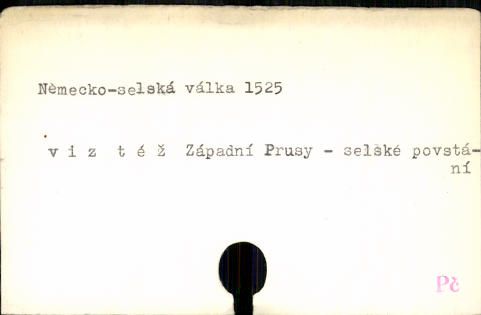 Německo-selská válka 1525
v i z  t é ž  Západní Prusy - selské povstá-
ní
Pč